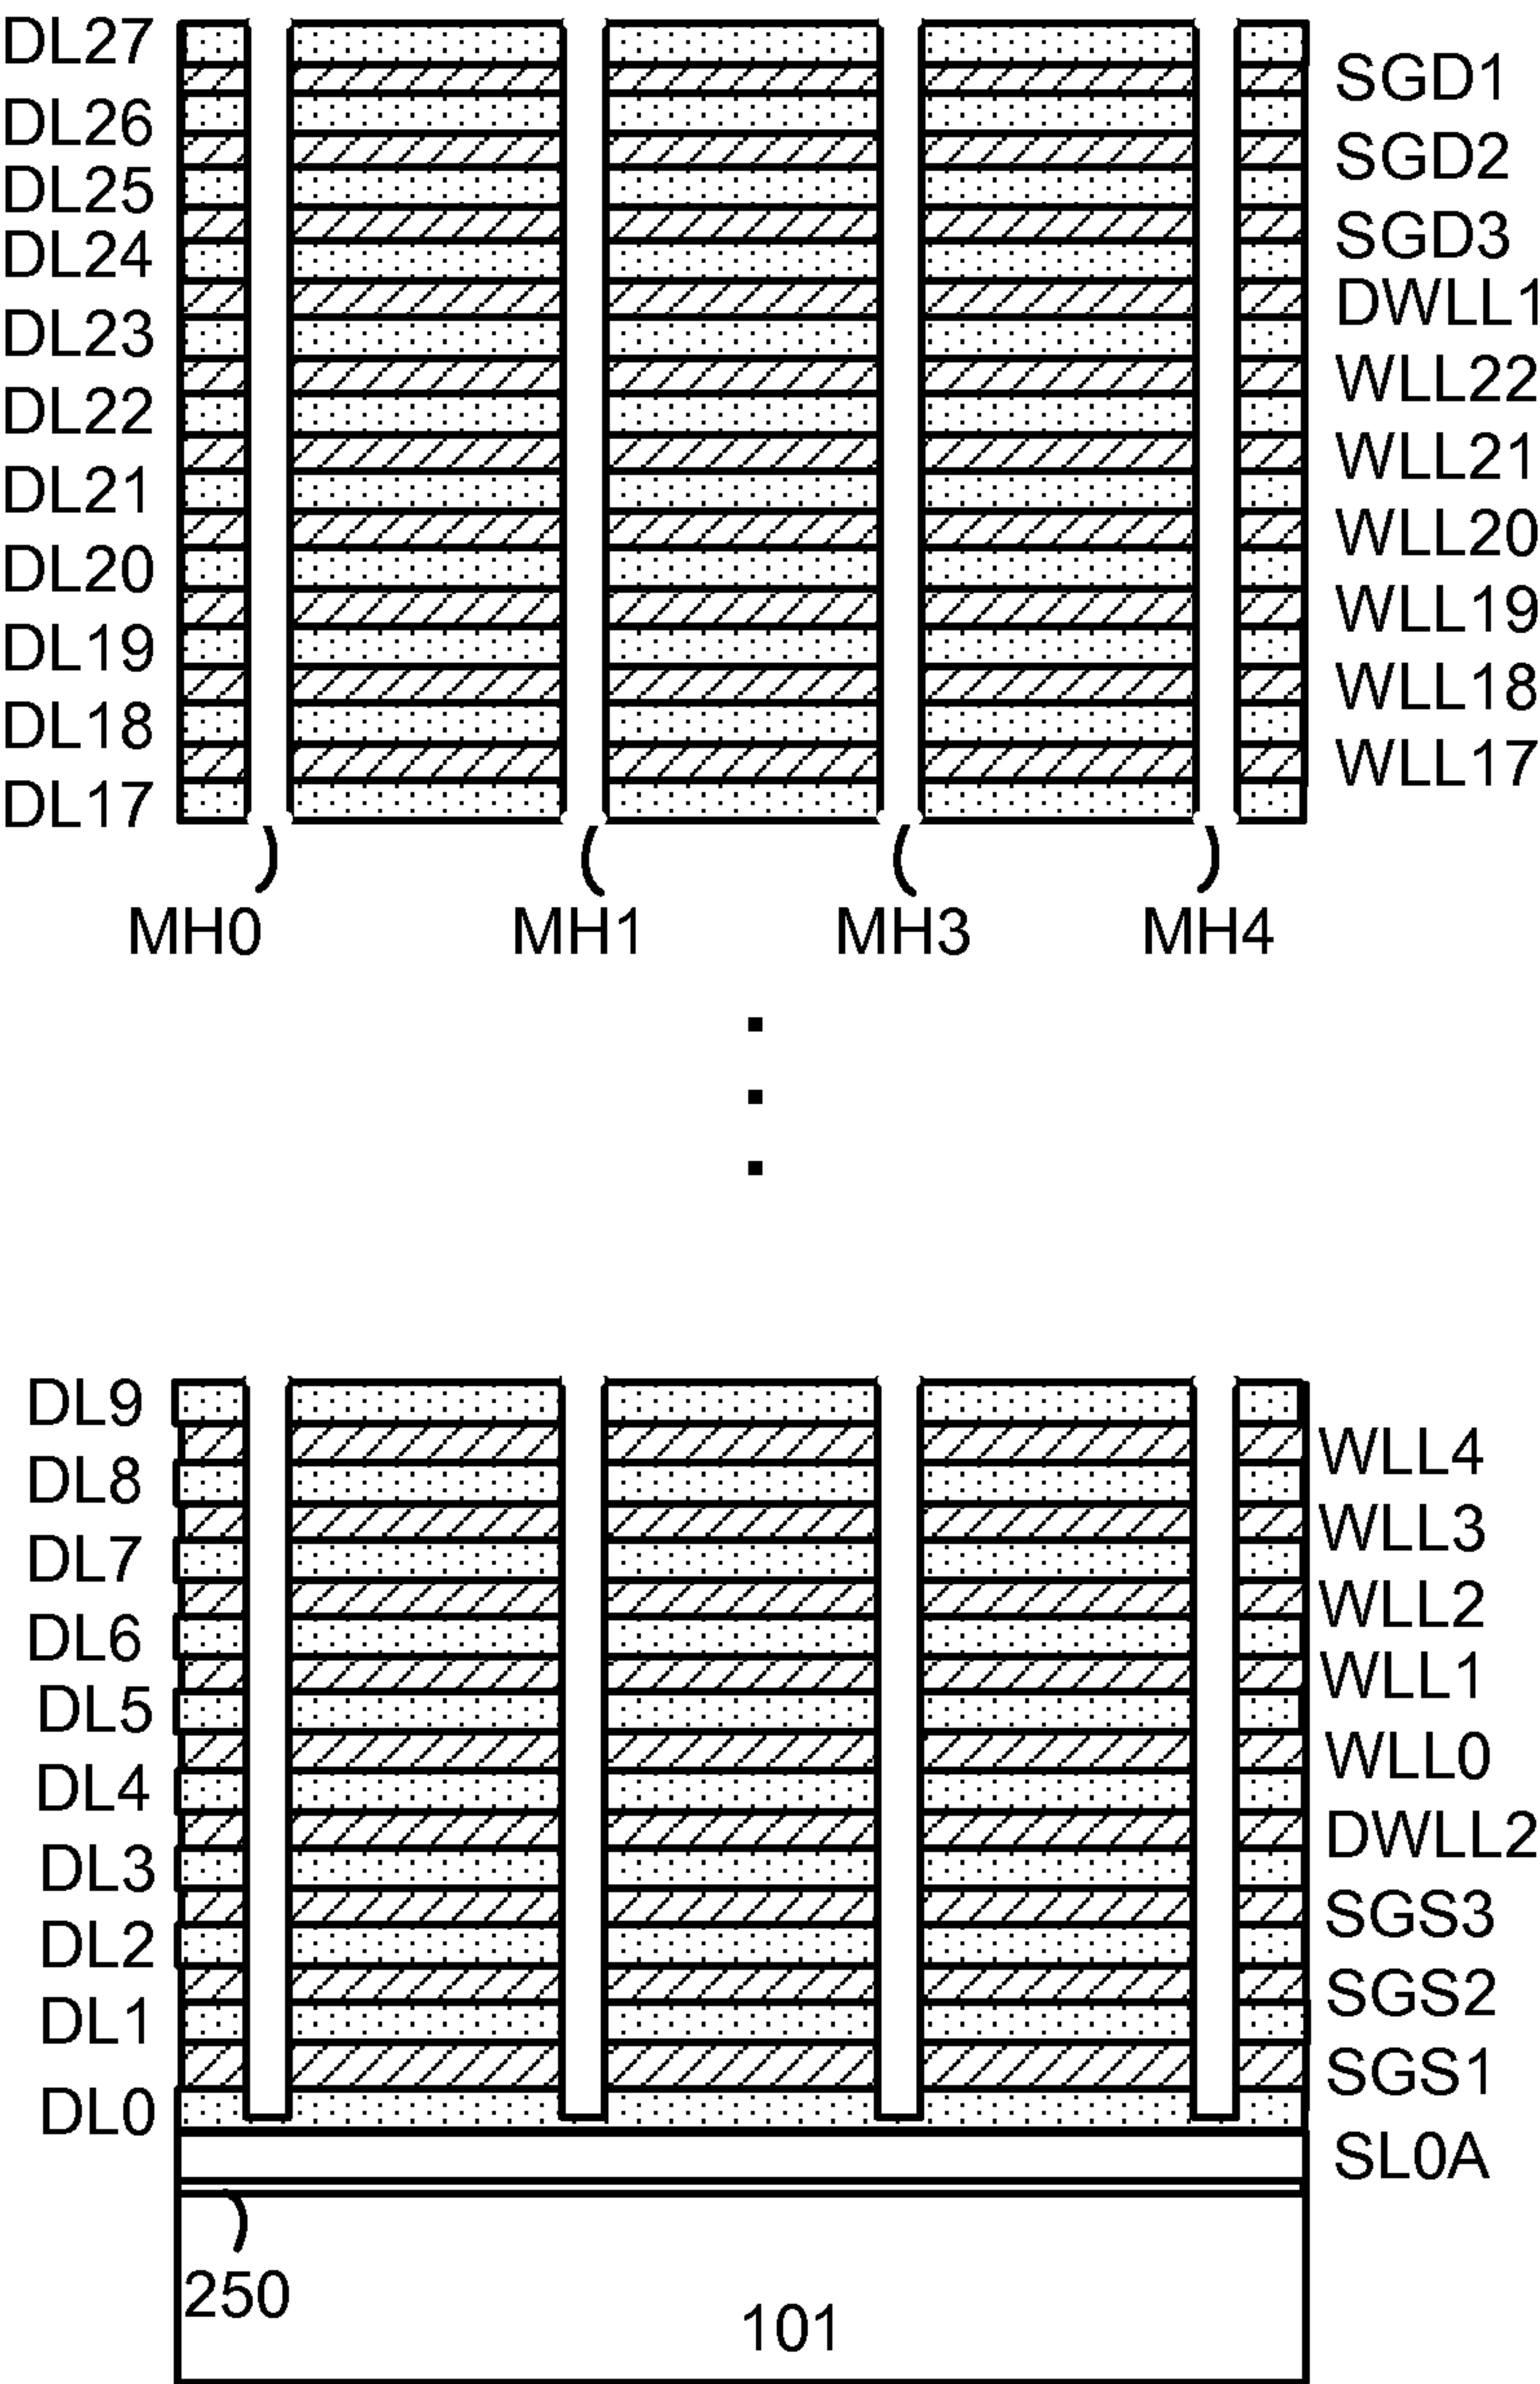 DL27
SGD1
DL26
SGD2
DL25
SGD3
DL24
DWLL1
DL23
WLL22
DL22
WLL21
DL21
WLL20
DL20
WLL19
DL19
WLL18
DL18
WLL17
DL17
MH0 MH1 MH3 MH4
DL9
WLL4
DL8
WLL3
DL7
WLL2
DL6
WLL1
DL5
WLL0
DL4
DWLL2
DL3
SGS3
DL2
SGS2
DL1
SGS1
DL0
SL0A
250
101